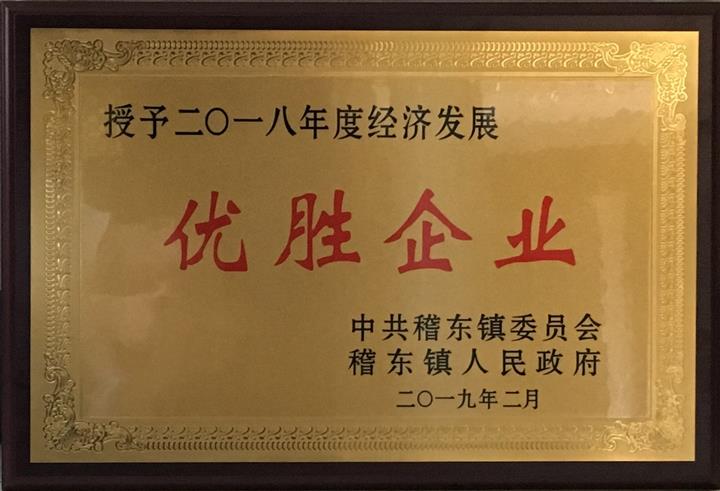 授予二〇一八年度经济发展
优胜企业
中共稽东镇委员会
稽东镇人民政府
二〇一九年二月